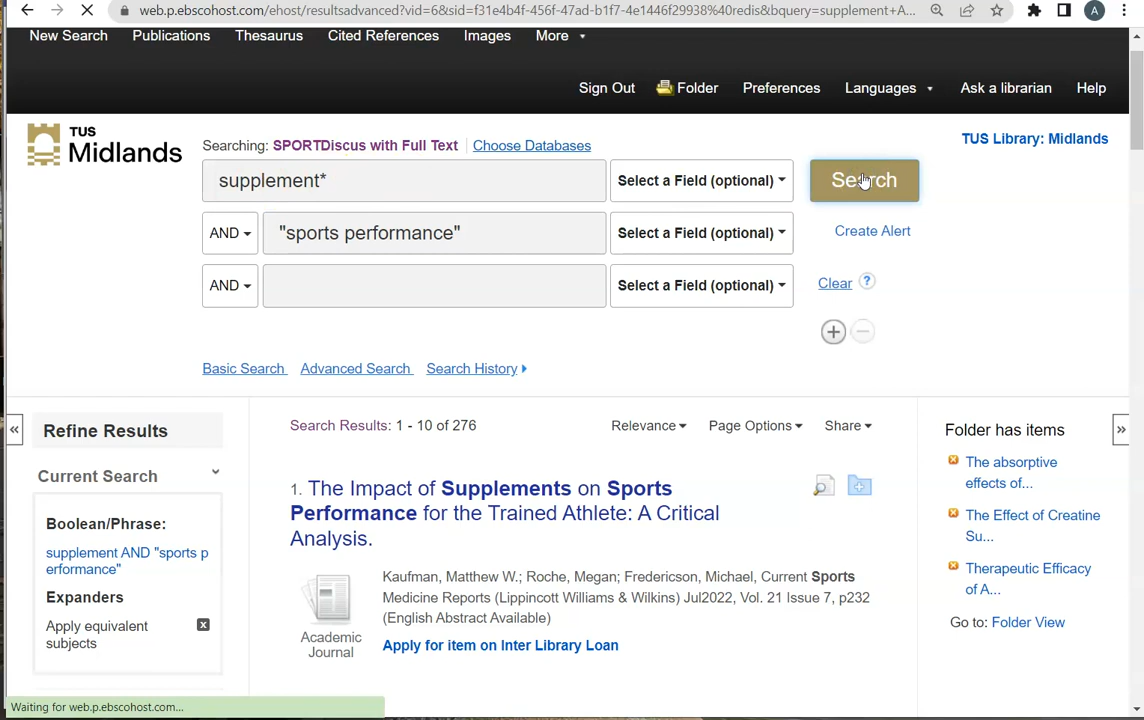 web.p.ebscohost.com/ehost/resultsadvanced?vid=6&sid=f31e4b4f-456f-47ad-b1f7-4e1446f29938%40redis&bquery=supplement+A...
A
New Search Publications Thesaurus Cited References Images More
Sign Out Folder Preferences Languages Ask a librarian Help
TUS
Midlands
Searching: SPORTDiscus with Full Text Choose Databases
TUS Library: Midlands
supplement* Select a Field (optional) Search
AND "sports performance" Select a Field (optional) Create Alert
AND Select a Field (optional) Clear ?
Basic Search Advanced Search Search History
« Refine Results
Current Search
Boolean/Phrase:
supplement AND "sports p
erformance"
Expanders
Apply equivalent x
subjects
Search Results: 1 - 10 of 276 Relevance Page Options Share
1. The Impact of Supplements on Sports
Performance for the Trained Athlete: A Critical
Analysis.
Academic
Journal
Kaufman, Matthew W.; Roche, Megan; Fredericson, Michael, Current Sports
Medicine Reports (Lippincott Williams & Wilkins) Jul2022, Vol. 21 Issue 7, p232
(English Abstract Available)
Apply for item on Inter Library Loan
Folder has items »
The absorptive
effects of...
The Effect of Creatine
Su...
Therapeutic Efficacy
of A...
Go to: Folder View
Waiting for web.p.ebscohost.com...